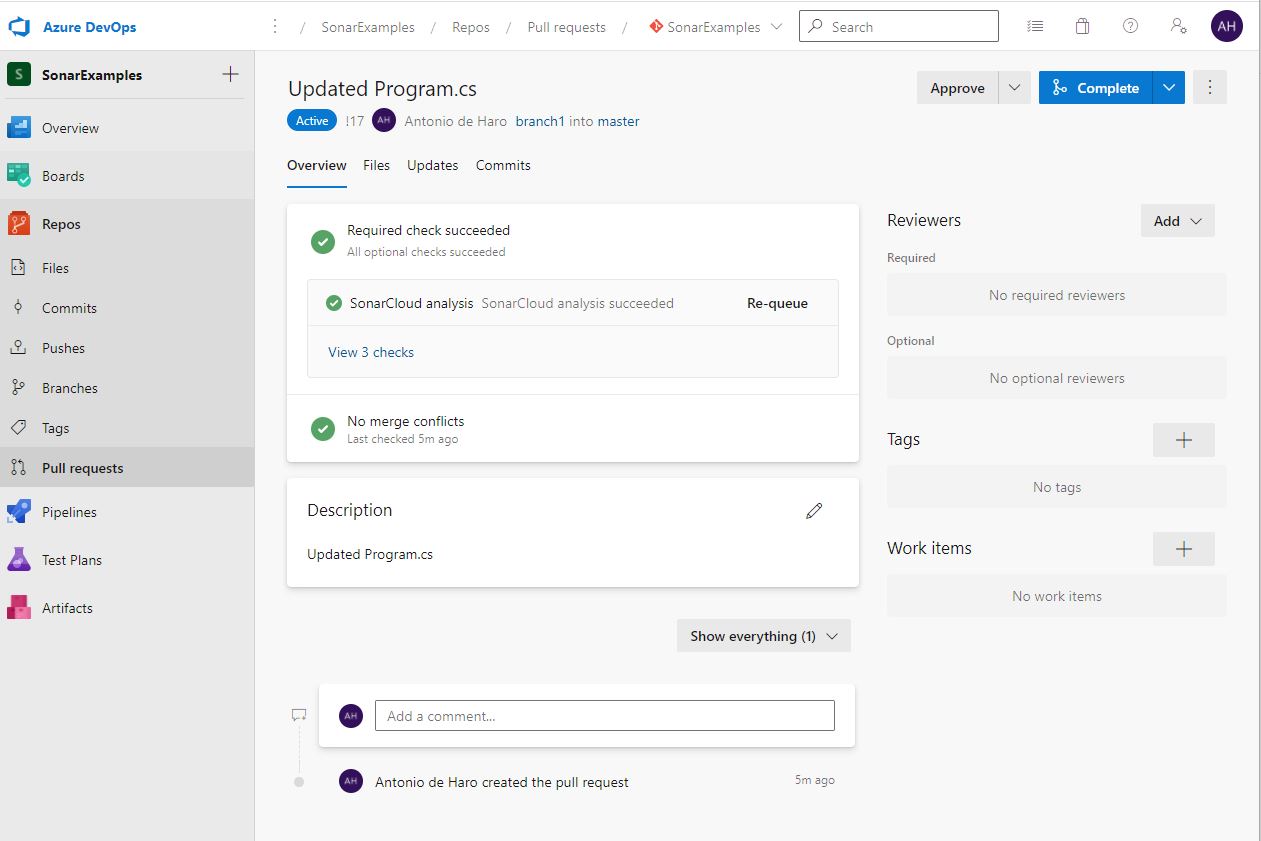 Azure DevOps
/ SonarExamples / Repos / Pull requests / SonarExamples
Search
AH
S SonarExamples
Overview
Boards
Repos
Files
Commits
Pushes
Branches
Tags
Pull requests
Pipelines
Test Plans
Artifacts
Updated Program.cs
Approve
Complete
Active !17 AH Antonio de Haro branch1 into master
Overview Files Updates Commits
Required check succeeded
All optional checks succeeded
SonarCloud analysis SonarCloud analysis succeeded Re-queue
View 3 checks
No merge conflicts
Last checked 5m ago
Description
Updated Program.cs
Show everything (1)
AH Add a comment...
AH Antonio de Haro created the pull request 5m ago
Reviewers Add
Required
No required reviewers
Optional
No optional reviewers
Tags
No tags
Work items
No work items